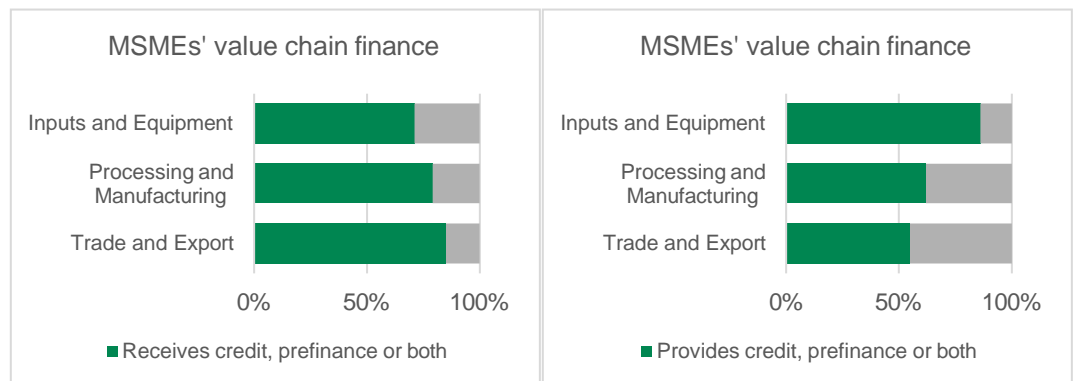 MSMEs' value chain finance
Inputs and Equipment
Processing and
Manufacturing
Trade and Export
0% 50% 100%
Receives credit, prefinance or both
MSMEs' value chain finance
Inputs and Equipment
Processing and
Manufacturing
Trade and Export
0% 50% 100%
Provides credit, prefinance or both